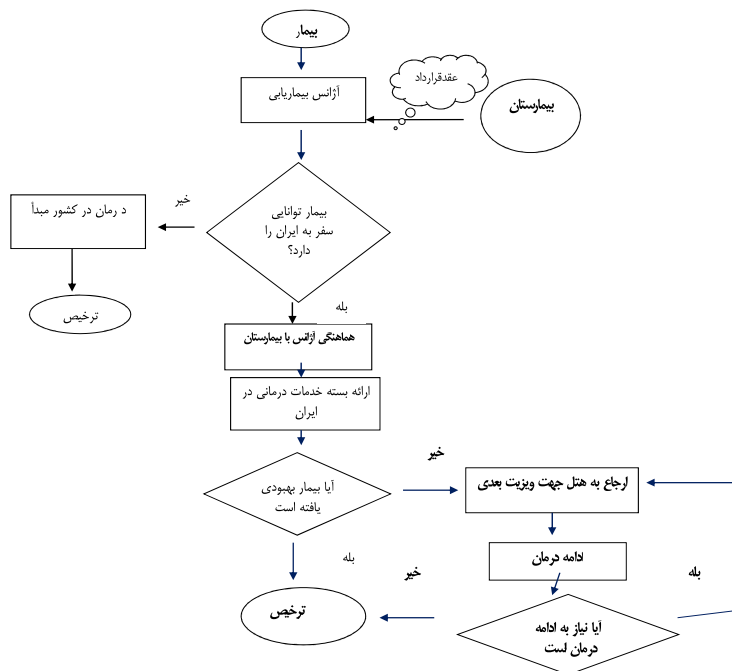 بیمار
عقدقرارداد
آژانس بیماریابی
بیمارستان
خیر
د رمان در کشور مبدأ
بیمار توانایی
سفر به ایران را
دارد؟
ترخیص
بله
هماهنگی آژانس با بیمارستان
ارائه بسته خدمات درمانی در
ایران
خیر
ارجاع به هتل جهت ویزیت بعدی
آیا بیمار بهبودی
یافته است
ادامه درمان
بله
خیر
بله
ترخیص
آیا نیاز به ادامه
درمان است